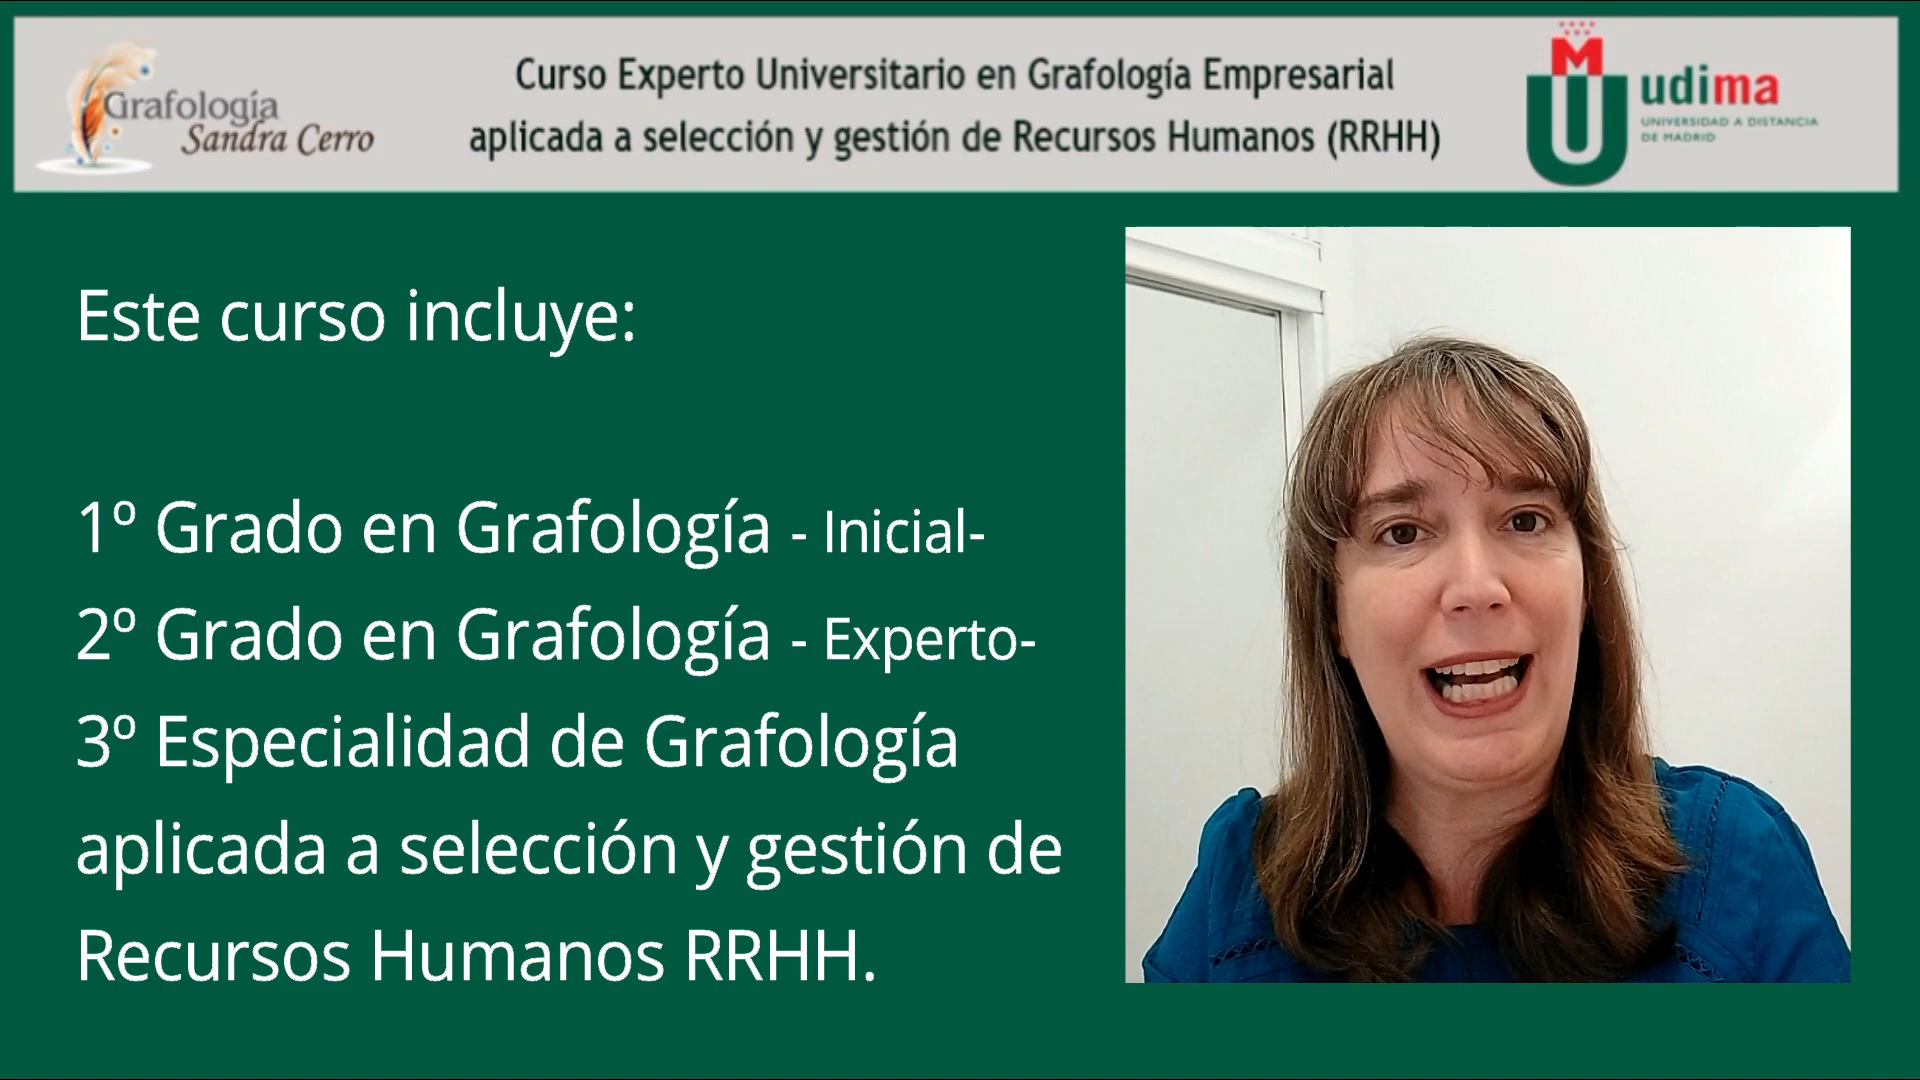 Grafología
Sandra Cerro
Curso Experto Universitario en Grafología Empresarial
aplicada a selección y gestión de Recursos Humanos (RRHH)
udima
UNIVERSIDAD A DISTANCIA
DE MADRID
Este curso incluye:
1º Grado en Grafología - Inicial-
2º Grado en Grafología - Experto-
3º Especialidad de Grafología
aplicada a selección y gestión de
Recursos Humanos RRHH.